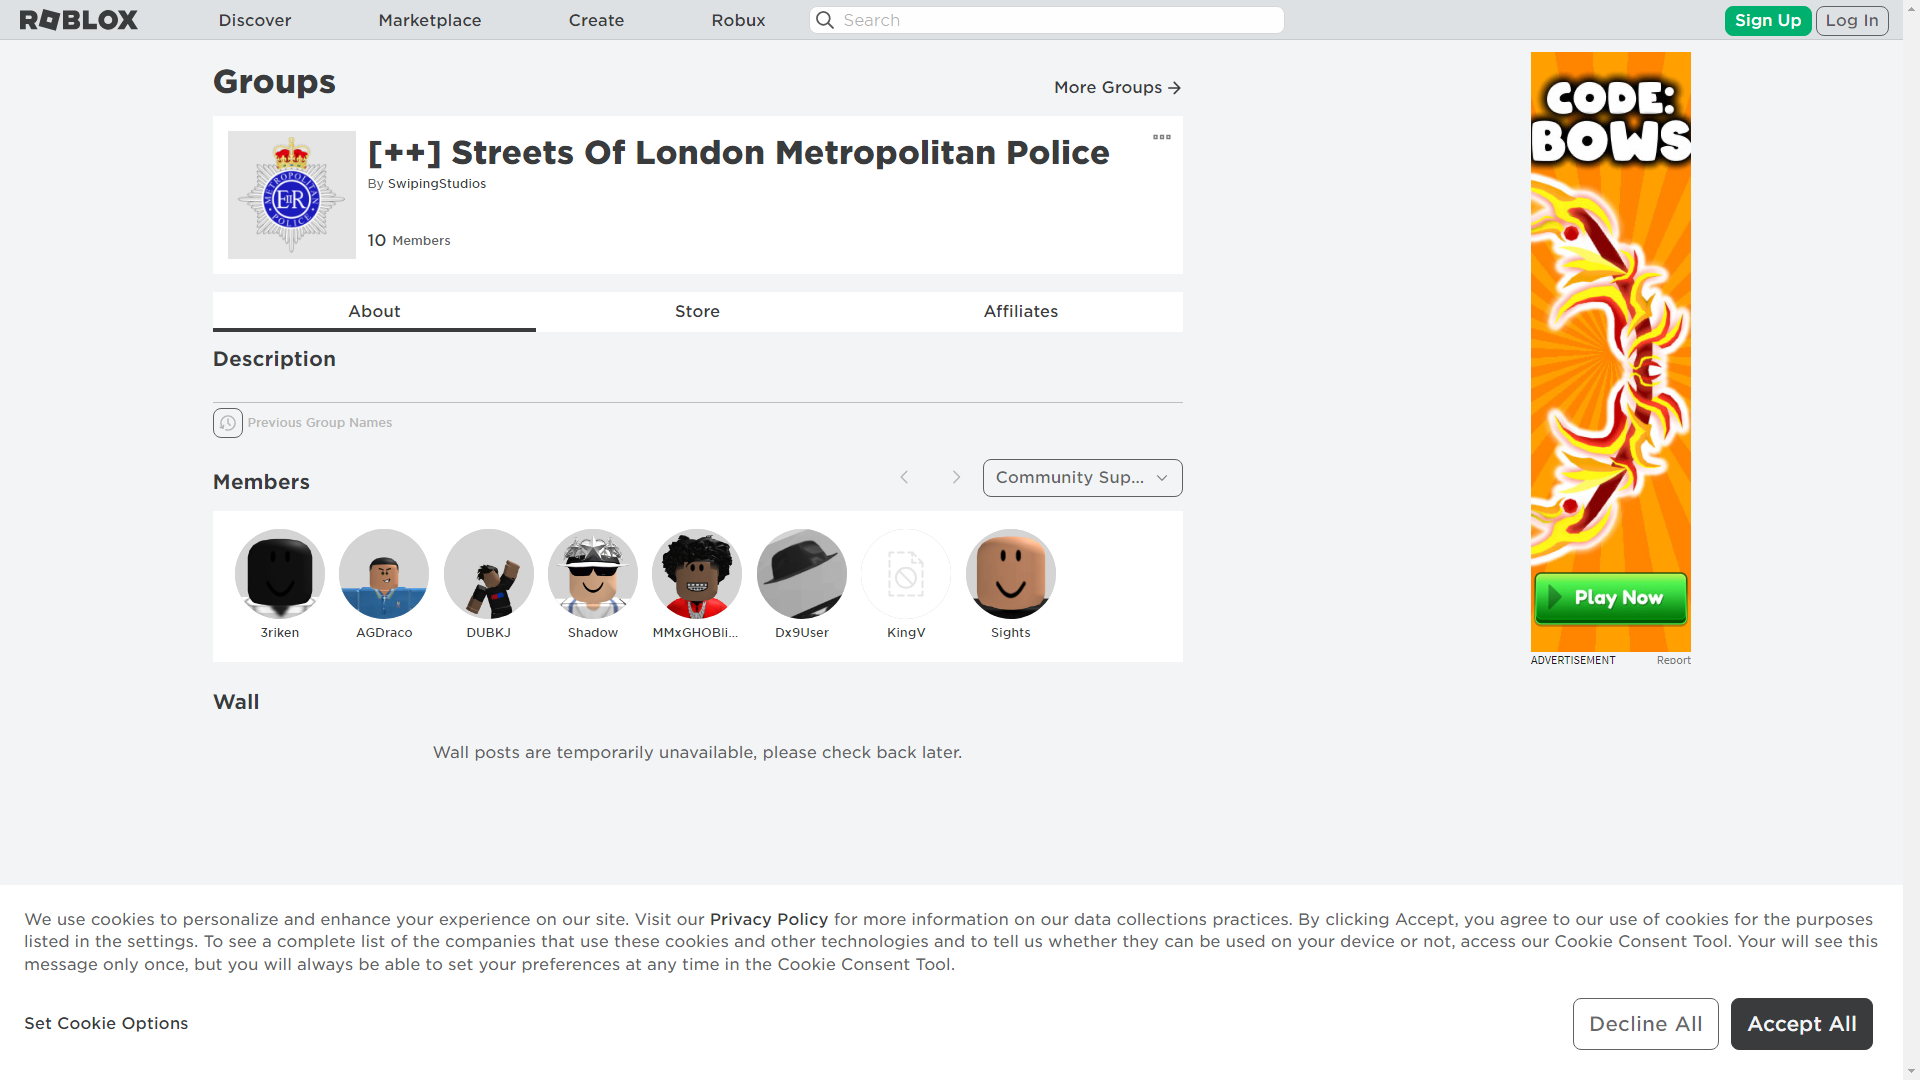 ROBLOX
Discover
Marketplace
Create
Robux
Search
Sign Up
Log In
Groups
More Groups
[++] Streets Of London Metropolitan Police
By SwipingStudios
METROPOLITAN
EIIR
POLICE
10 Members
About
Store
Affiliates
Description
Previous Group Names
Members
Community Sup...
3riken
AGDraco
DUBKJ
Shadow
MMxGHOBli...
Dx9User
KingV
Sights
Wall
Wall posts are temporarily unavailable, please check back later.
CODE:
BOWS
Play Now
ADVERTISEMENT
Report
We use cookies to personalize and enhance your experience on our site. Visit our Privacy Policy for more information on our data collections practices. By clicking Accept, you agree to our use of cookies for the purposes
listed in the settings. To see a complete list of the companies that use these cookies and other technologies and to tell us whether they can be used on your device or not, access our Cookie Consent Tool. Your will see this
message only once, but you will always be able to set your preferences at any time in the Cookie Consent Tool.
Set Cookie Options
Decline All
Accept All